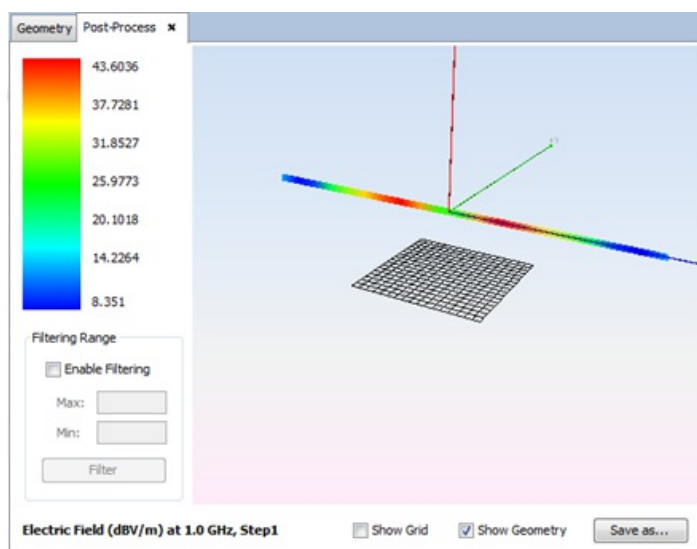 Geometry Post-Process ×
43.6036
37.7281
31.8527
25.9773
20.1018
14.2264
8.351
Filtering Range
Enable Filtering
Max:
Min:
Filter
Electric Field (dBV/m) at 1.0 GHz, Step1 Show Grid Show Geometry Save as...